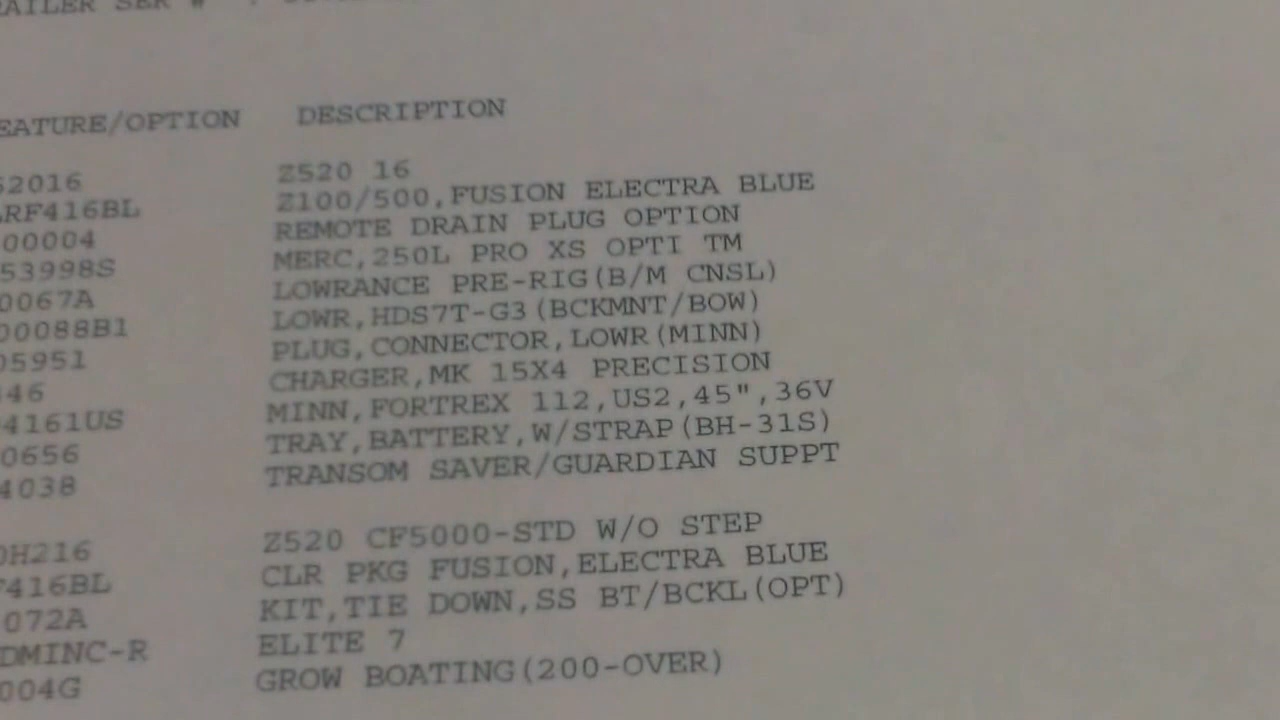 FEATURE/OPTION DESCRIPTION
52016 Z520 16
RF416BL Z100/500,FUSION ELECTRA BLUE
00004 REMOTE DRAIN PLUG OPTION
53998S MERC,250L PRO XS OPTI TM
0067A LOWRANCE PRE-RIG(B/M CNSL)
00088B1 LOWR,HDS7T-G3(BCKMNT/BOW)
05951 PLUG,CONNECTOR,LOWR(MINN)
46 CHARGER,MK 15X4 PRECISION
4161US MINN,FORTREX 112,US2,45",36V
0656 TRAY,BATTERY,W/STRAP(BH-31S)
4038 TRANSOM SAVER/GUARDIAN SUPPT
0H216 Z520 CF5000-STD W/O STEP
F416BL CLR PKG FUSION,ELECTRA BLUE
072A KIT,TIE DOWN,SS BT/BCKL(OPT)
DMINC-R ELITE 7
004G GROW BOATING(200-OVER)